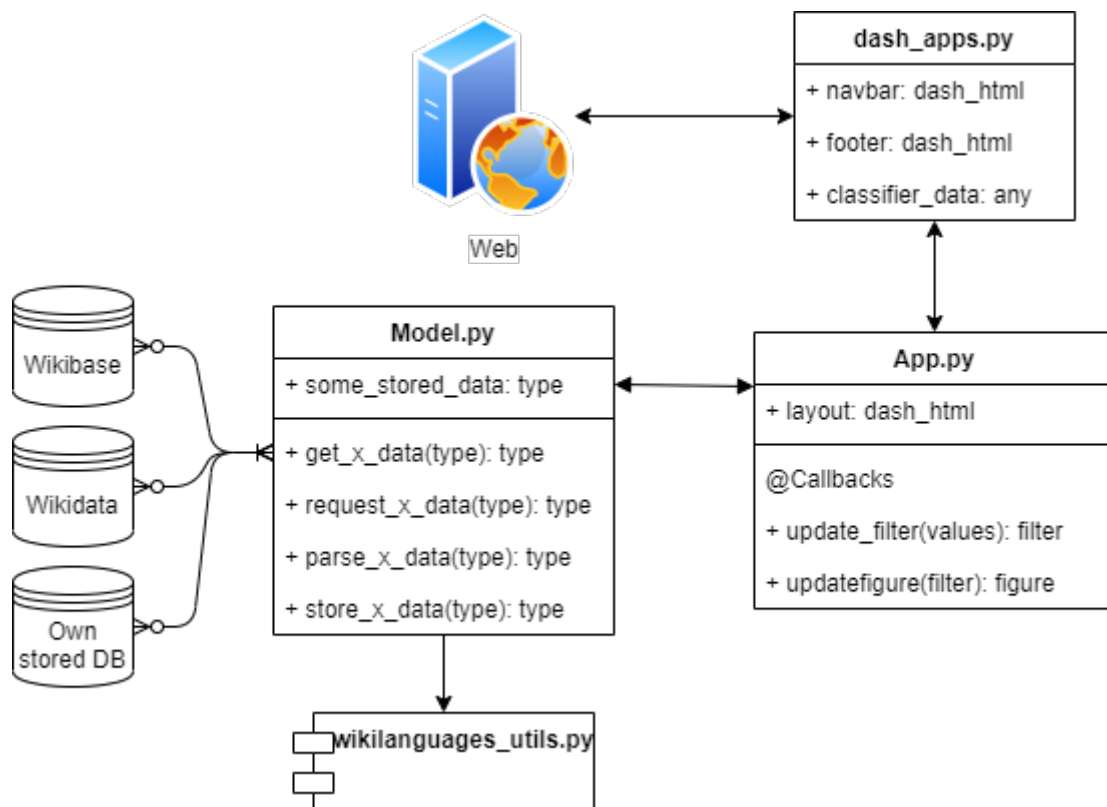 dash_apps.py
+ navbar: dash_html
+ footer: dash_html
+ classifier_data: any
Web
Wikibase
Wikidata
Own
stored DB
Model.py
+ some_stored_data: type
+ get_x_data(type): type
+ request_x_data(type): type
+ parse_x_data(type): type
+ store_x_data(type): type
App.py
+ layout: dash_html
@Callbacks
+ update_filter(values): filter
+ updatefigure(filter): figure
wikilanguages_utils.py